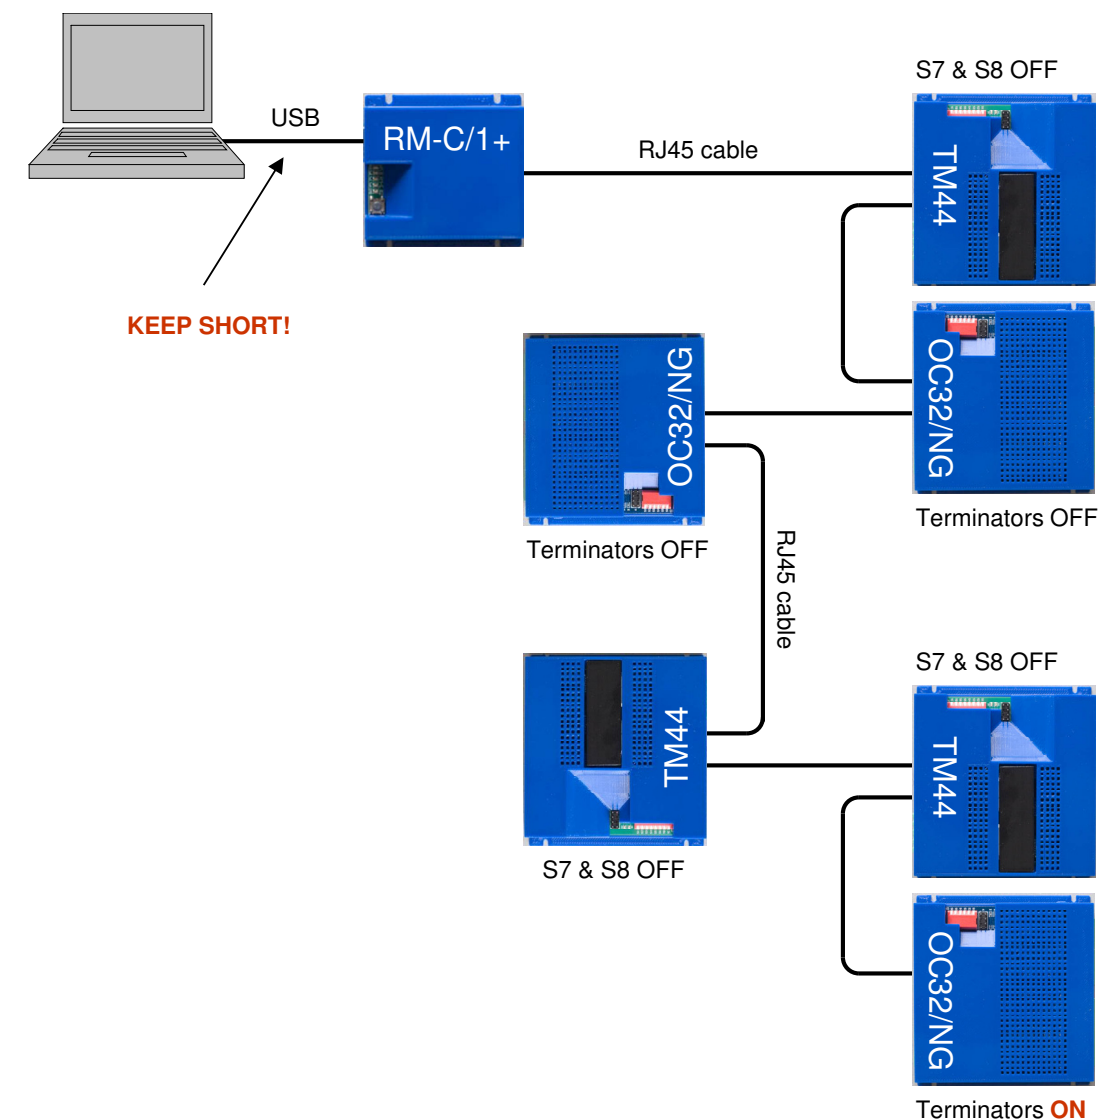 S7 & S8 OFF
USB
RM-C/1+
RJ45 cable
TM44
KEEP SHORT!
OC32/NG
OC32/NG
Terminators OFF
Terminators OFF
RJ45 cable
S7 & S8 OFF
TM44
TM44
S7 & S8 OFF
OC32/NG
Terminators ON